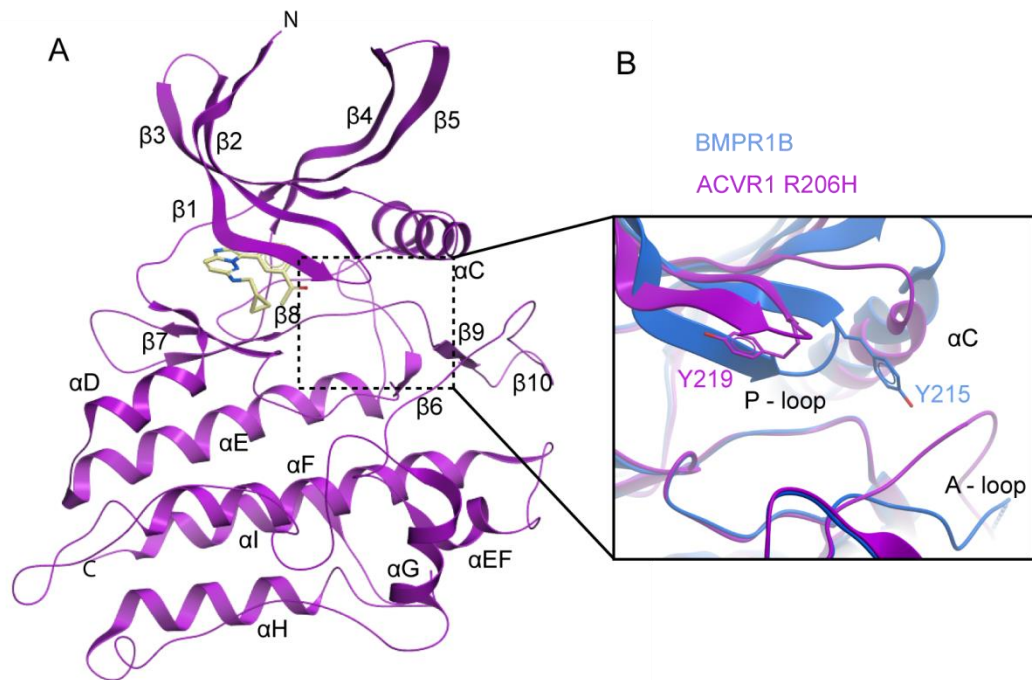 A
N
β3
β2
β4
β5
β1
αC
β8
β7
β9
αD
β10
β6
αE
αF
αI
C
αG
αEF
αH
B
BMPR1B
ACVR1 R206H
αC
Y219
Y215
P - loop
A - loop